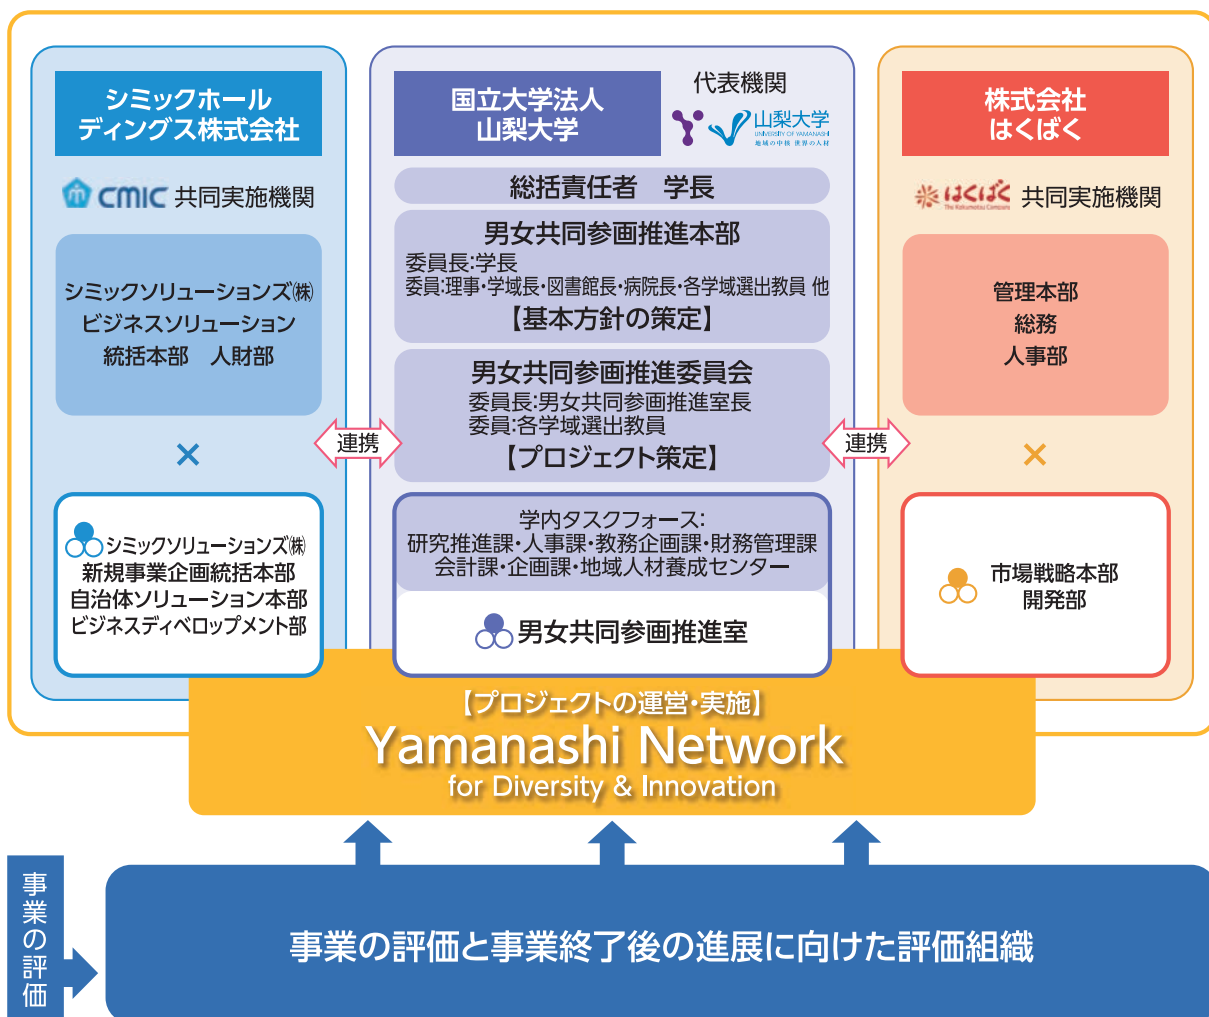 シミックホール
ディングス株式会社
CMIC 共同実施機関
シミックソリューションズ㈱
ビジネスソリューション
統括本部　人財部
×
シミックソリューションズ㈱
新規事業企画統括本部
自治体ソリューション本部
ビジネスディベロップメント部
連携
国立大学法人
山梨大学
代表機関
山梨大学
UNIVERSITY OF YAMANASHI
地域の中核 世界の人材
総括責任者　学長
男女共同参画推進本部
委員長:学長
委員:理事・学域長・図書館長・病院長・各学域選出教員 他
【基本方針の策定】
男女共同参画推進委員会
委員長:男女共同参画推進室長
委員:各学域選出教員
【プロジェクト策定】
学内タスクフォース:
研究推進課・人事課・教務企画課・財務管理課
会計課・企画課・地域人材養成センター
男女共同参画推進室
連携
株式会社
はくばく
はくばく 共同実施機関
The Kokumotsu Company
管理本部
総務
人事部
×
市場戦略本部
開発部
【プロジェクトの運営・実施】
Yamanashi Network
for Diversity & Innovation
事業の評価
事業の評価と事業終了後の進展に向けた評価組織